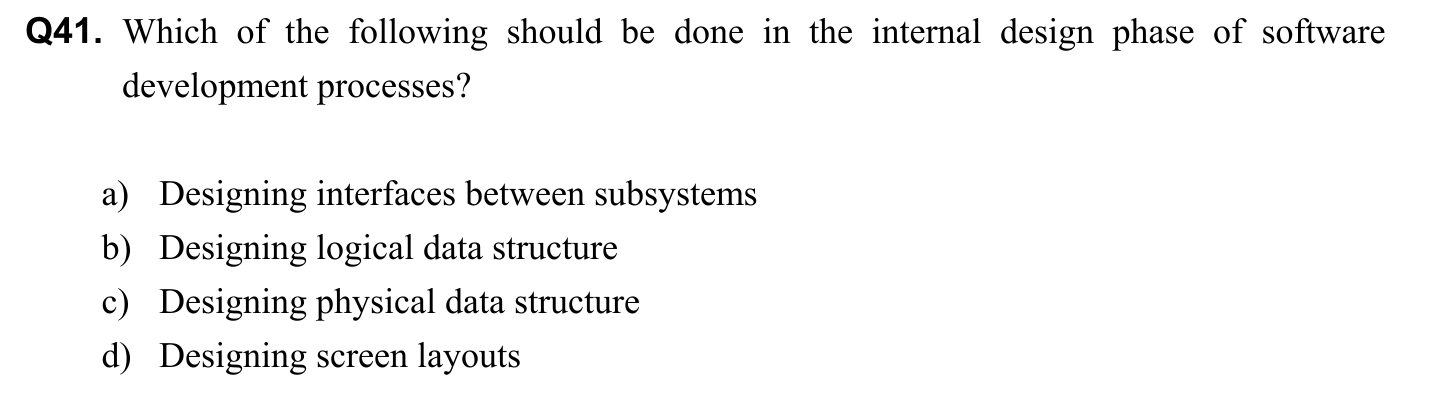 Q41. Which of the following should be done in the internal design phase of software
development processes?
a) Designing interfaces between subsystems
b) Designing logical data structure
c) Designing physical data structure
d) Designing screen layouts